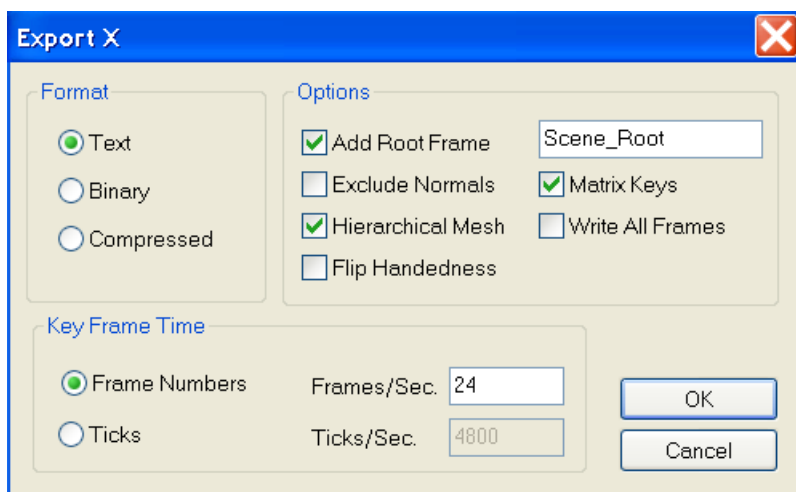 Export X
Format
Text
Binary
Compressed
Options
Add Root Frame Scene_Root
Exclude Normals Matrix Keys
Hierarchical Mesh Write All Frames
Flip Handedness
Key Frame Time
Frame Numbers Frames/Sec. 24
Ticks Ticks/Sec. 4800
OK
Cancel